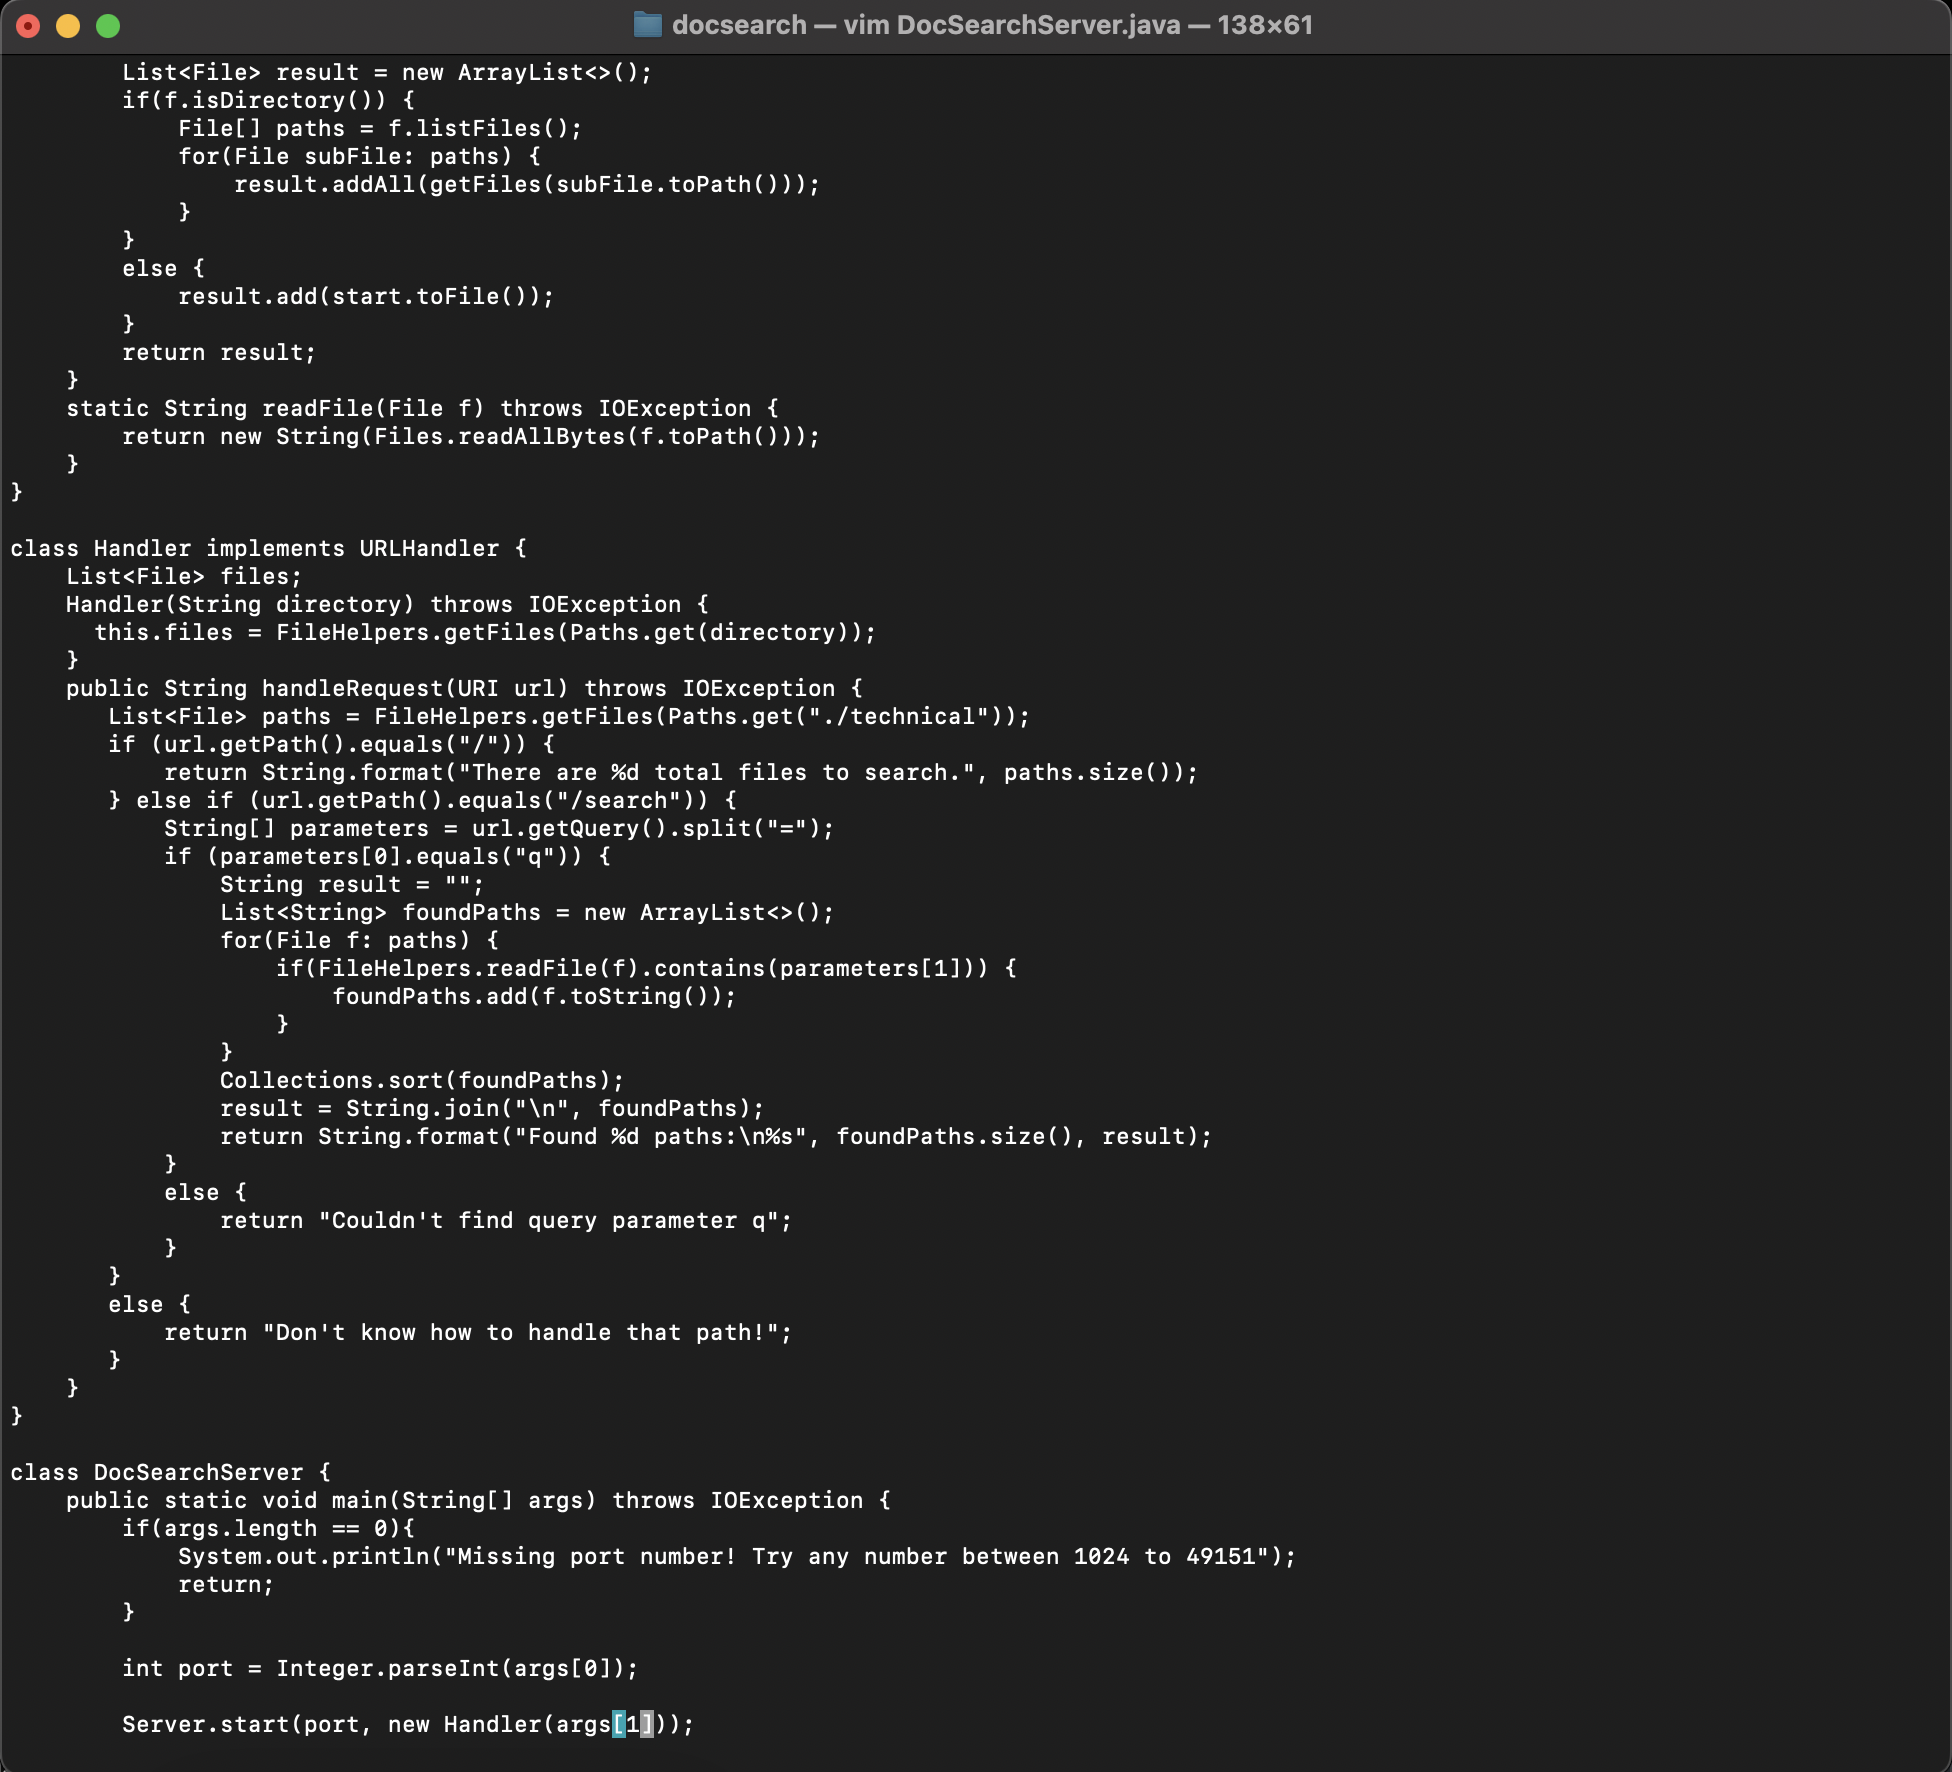 docsearch — vim DocSearchServer.java — 138×61
        List<File> result = new ArrayList<>();
        if(f.isDirectory()) {
            File[] paths = f.listFiles();
            for(File subFile: paths) {
                result.addAll(getFiles(subFile.toPath()));
            }
        }
        else {
            result.add(start.toFile());
        }
        return result;
    }
    static String readFile(File f) throws IOException {
        return new String(Files.readAllBytes(f.toPath()));
    }
}

class Handler implements URLHandler {
    List<File> files;
    Handler(String directory) throws IOException {
      this.files = FileHelpers.getFiles(Paths.get(directory));
    }
    public String handleRequest(URI url) throws IOException {
       List<File> paths = FileHelpers.getFiles(Paths.get("./technical"));
       if (url.getPath().equals("/")) {
           return String.format("There are %d total files to search.", paths.size());
       } else if (url.getPath().equals("/search")) {
           String[] parameters = url.getQuery().split("=");
           if (parameters[0].equals("q")) {
               String result = "";
               List<String> foundPaths = new ArrayList<>();
               for(File f: paths) {
                   if(FileHelpers.readFile(f).contains(parameters[1])) {
                       foundPaths.add(f.toString());
                   }
               }
               Collections.sort(foundPaths);
               result = String.join("\n", foundPaths);
               return String.format("Found %d paths:\n%s", foundPaths.size(), result);
           }
           else {
               return "Couldn't find query parameter q";
           }
       }
       else {
           return "Don't know how to handle that path!";
       }
    }
}

class DocSearchServer {
    public static void main(String[] args) throws IOException {
        if(args.length == 0){
            System.out.println("Missing port number! Try any number between 1024 to 49151");
            return;
        }

        int port = Integer.parseInt(args[0]);

        Server.start(port, new Handler(args[1]));